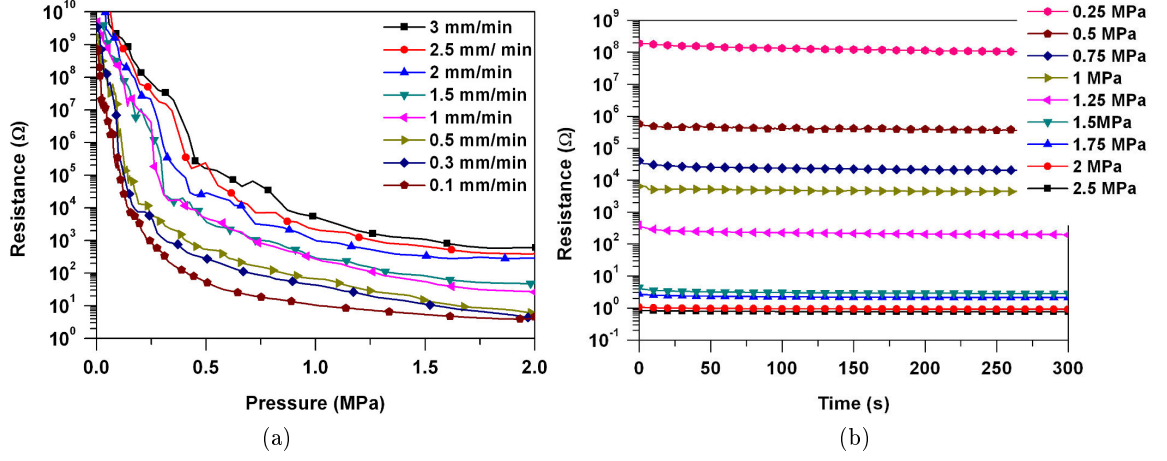 10^10
10^9
10^8
10^7
10^6
10^5
10^4
10^3
10^2
10^1
10^0
Resistance (Ω)
3 mm/min
2.5 mm/ min
2 mm/min
1.5 mm/min
1 mm/min
0.5 mm/min
0.3 mm/min
0.1 mm/min
0.0 0.5 1.0 1.5 2.0
Pressure (MPa)
(a)
10^9
10^8
10^7
10^6
10^5
10^4
10^3
10^2
10^1
10^0
10^-1
Resistance (Ω)
0.25 MPa
0.5 MPa
0.75 MPa
1 MPa
1.25 MPa
1.5MPa
1.75 MPa
2 MPa
2.5 MPa
0 50 100 150 200 250 300
Time (s)
(b)